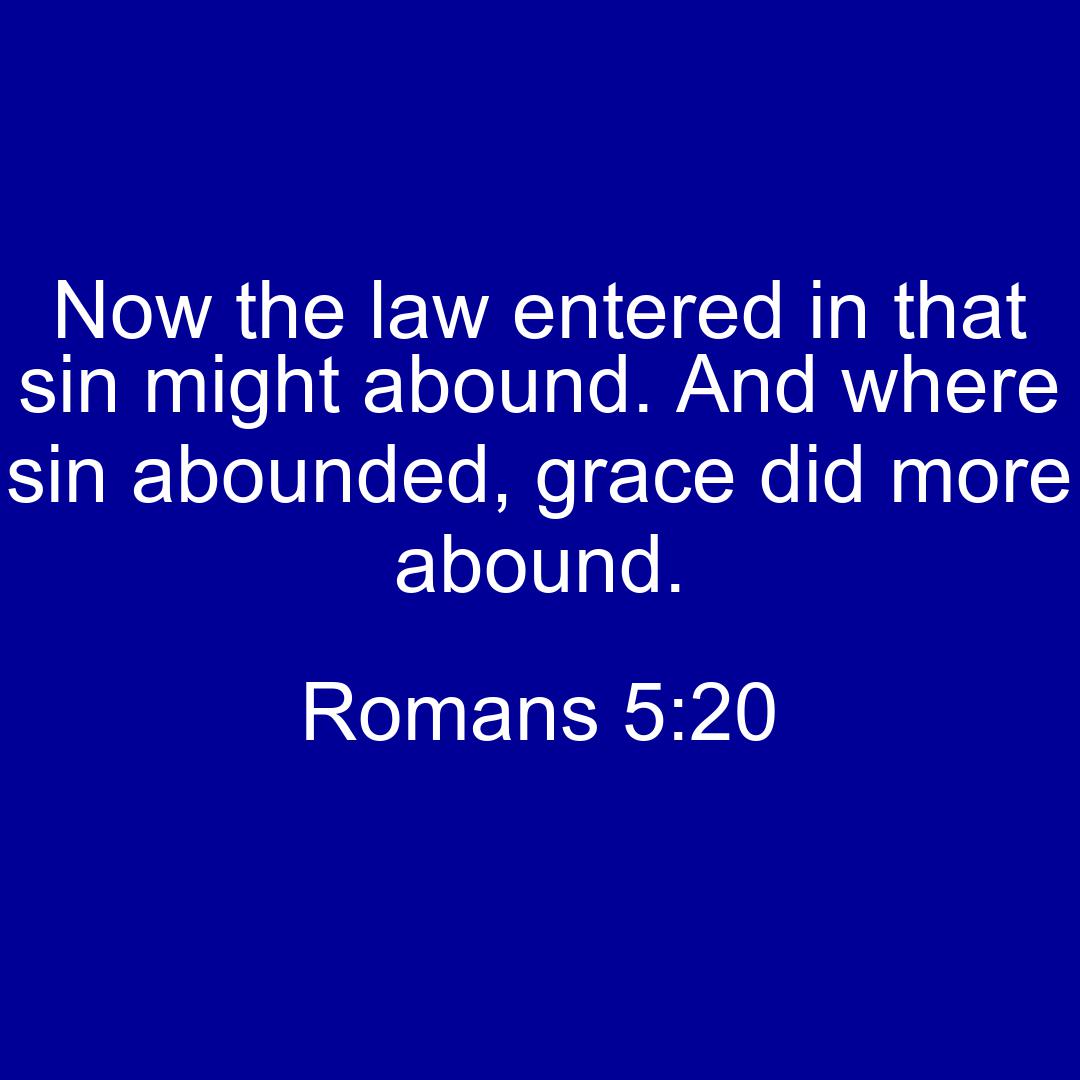 Now the law entered in that
sin might abound. And where
sin abounded, grace did more
abound.
Romans 5:20